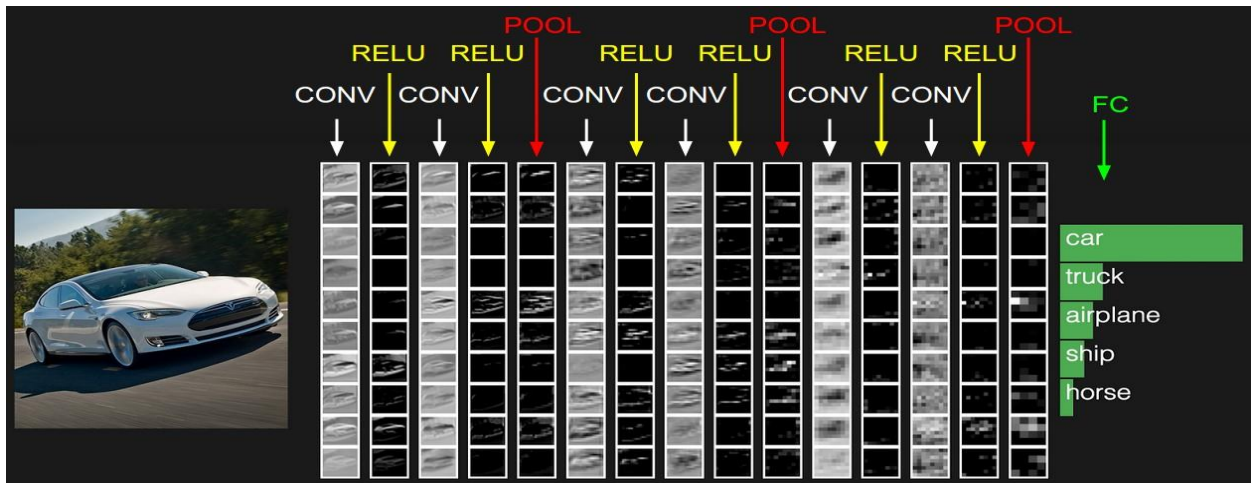 POOL POOL POOL
RELU RELU RELU RELU RELU RELU
CONV CONV CONV CONV CONV CONV
FC
car
truck
airplane
ship
horse